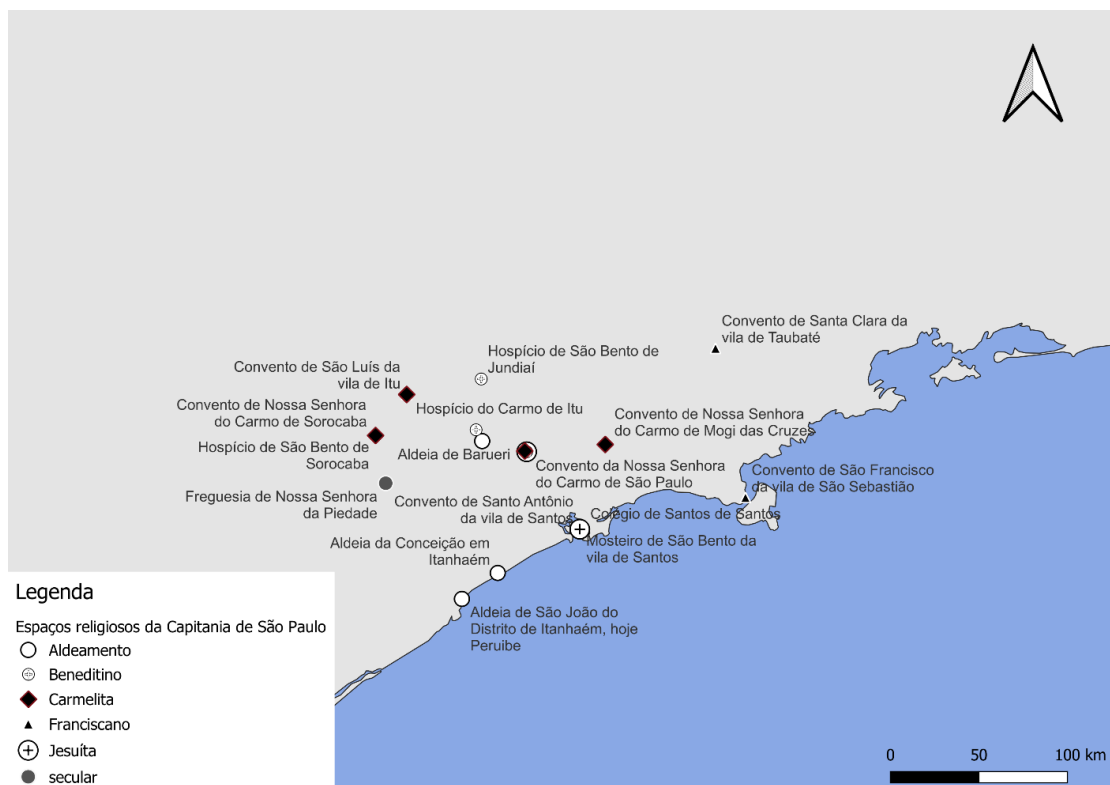 Convento de Santa Clara da
vila de Taubaté
Hospício de São Bento de
Jundiaí
Convento de São Luís da
vila de Itu
Hospício do Carmo de Itu
Convento de Nossa Senhora
do Carmo de Sorocaba
Convento de Nossa Senhora
do Carmo de Mogi das Cruzes
Hospício de São Bento de
Sorocaba
Aldeia de Barueri
Convento da Nossa Senhora
do Carmo de São Paulo
Convento de São Francisco
da vila de São Sebastião
Freguesia de Nossa Senhora
da Piedade
Convento de Santo Antônio
da vila de Santos
Colégio de Santos de Santos
Mosteiro de São Bento da
vila de Santos
Aldeia da Conceição em
Itanhaém
Aldeia de São João do
Distrito de Itanhaém, hoje
Peruibe
Legenda
Espaços religiosos da Capitania de São Paulo
Aldeamento
Beneditino
Carmelita
Franciscano
Jesuíta
secular
0 50 100 km